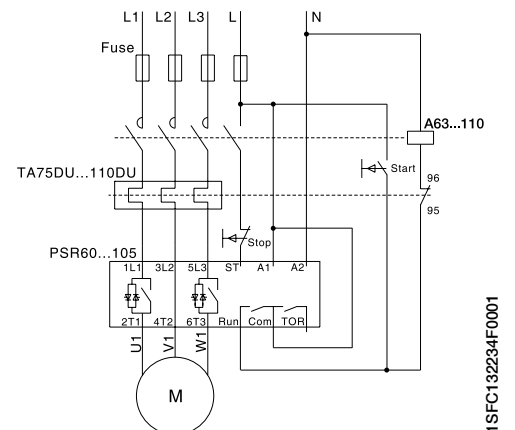 L1 L2 L3 L N
Fuse
A63...110
TA75DU...110DU
Start
96
95
Stop
PSR60...105
1L1 3L2 5L3 ST A1 A2
2T1 4T2 6T3 Run Com TOR
U1 V1 W1
M
1SFC132234F0001